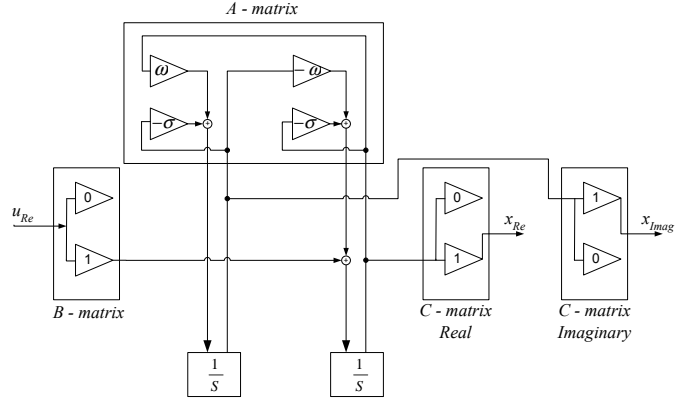 A - matrix
ω
- ω
-σ
-σ
u_Re
0
1
B - matrix
0
1
x_Re
C - matrix
Real
1
0
x_Imag
C - matrix
Imaginary
+
+
+
1
S
1
S